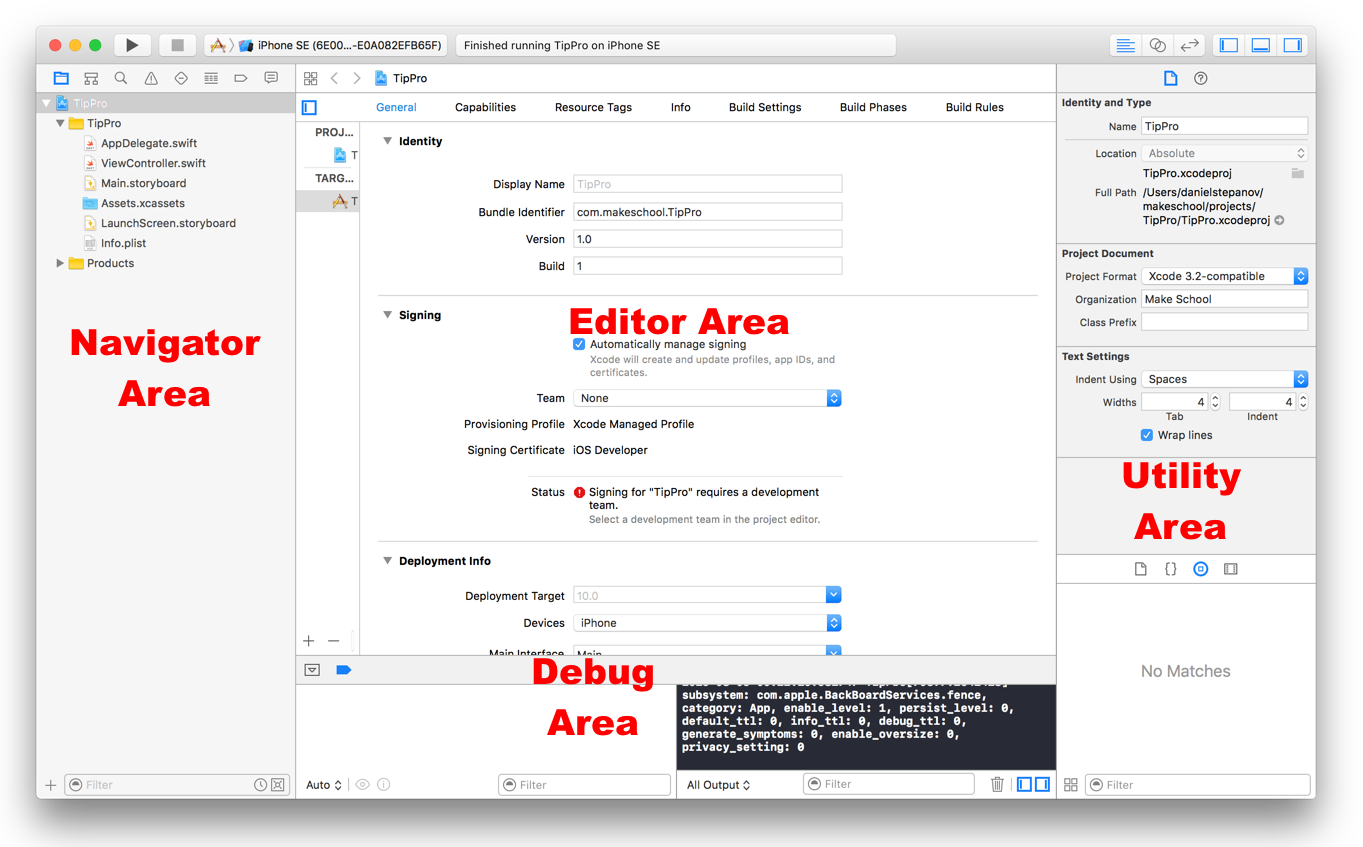 iPhone SE (6E00...-E0A082EFB65F)
Finished running TipPro on iPhone SE
TipPro
TipPro
AppDelegate.swift
ViewController.swift
Main.storyboard
Assets.xcassets
LaunchScreen.storyboard
Info.plist
Products
Navigator
Area
Filter
TipPro
General Capabilities Resource Tags Info Build Settings Build Phases Build Rules
PROJ...
T
TARG...
T
Identity
Display Name TipPro
Bundle Identifier com.makeschool.TipPro
Version 1.0
Build 1
Signing
Editor Area
Automatically manage signing
Xcode will create and update profiles, app IDs, and
certificates.
Team None
Provisioning Profile Xcode Managed Profile
Signing Certificate iOS Developer
Status Signing for "TipPro" requires a development
team.
Select a development team in the project editor.
Deployment Info
Deployment Target 10.0
Devices iPhone
Main Interface Main
Debug
Area
subsystem: com.apple.BackBoardServices.fence,
category: App, enable_level: 1, persist_level: 0,
default_ttl: 0, info_ttl: 0, debug_ttl: 0,
generate_symptoms: 0, enable_oversize: 0,
privacy_setting: 0
Auto
Filter
All Output
Filter
Identity and Type
Name TipPro
Location Absolute
TipPro.xcodeproj
Full Path /Users/danielstepanov/
makeschool/projects/
TipPro/TipPro.xcodeproj
Project Document
Project Format Xcode 3.2-compatible
Organization Make School
Class Prefix
Text Settings
Indent Using Spaces
Widths 4 4
Tab Indent
Wrap lines
Utility
Area
{}
No Matches
Filter